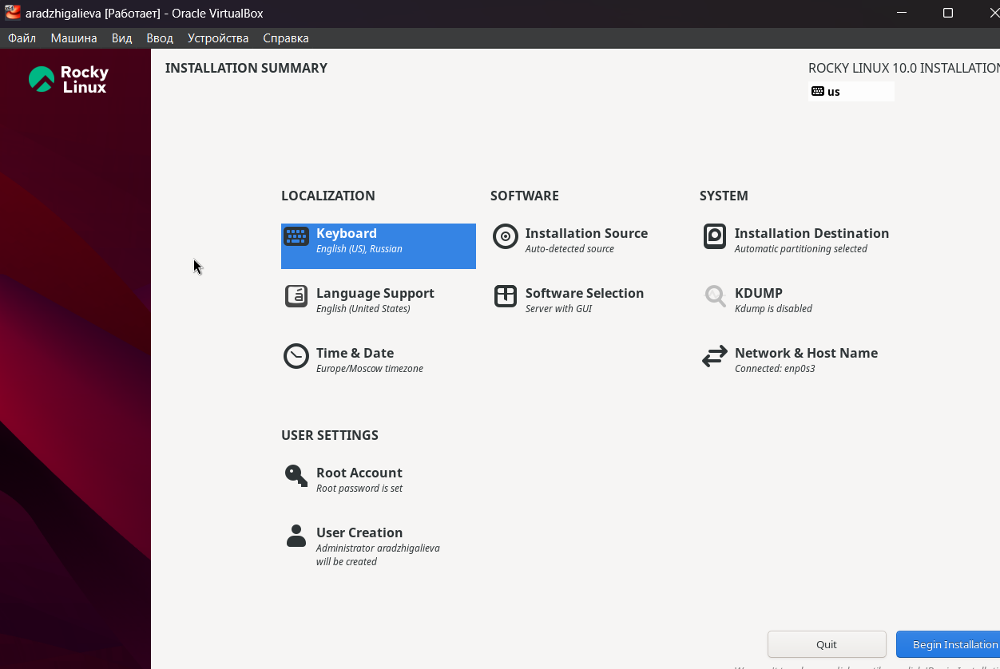 aradzhigalieva [Работает] - Oracle VirtualBox
Файл Машина Вид Ввод Устройства Справка
Rocky
Linux
INSTALLATION SUMMARY
ROCKY LINUX 10.0 INSTALLATION
us
LOCALIZATION
Keyboard
English (US), Russian
Language Support
English (United States)
Time & Date
Europe/Moscow timezone
SOFTWARE
Installation Source
Auto-detected source
Software Selection
Server with GUI
SYSTEM
Installation Destination
Automatic partitioning selected
KDUMP
Kdump is disabled
Network & Host Name
Connected: enp0s3
USER SETTINGS
Root Account
Root password is set
User Creation
Administrator aradzhigalieva
will be created
Quit
Begin Installation